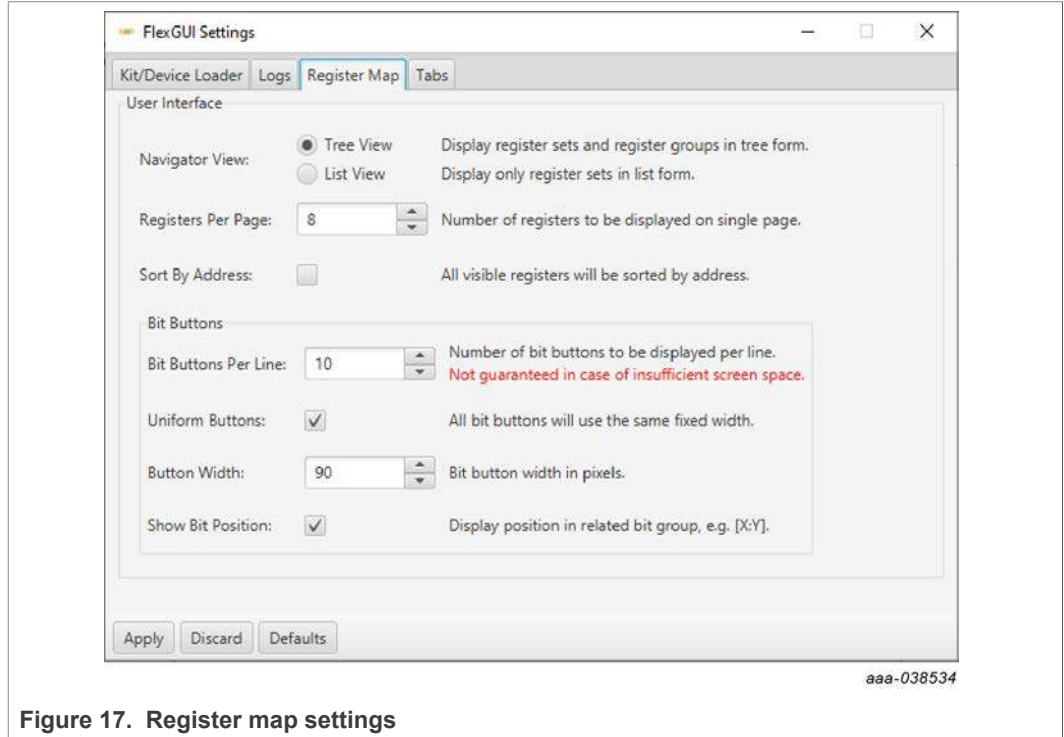 FlexGUI Settings
Kit/Device Loader Logs Register Map Tabs
User Interface
Navigator View:
Tree View Display register sets and register groups in tree form.
List View Display only register sets in list form.
Registers Per Page: 8 Number of registers to be displayed on single page.
Sort By Address: All visible registers will be sorted by address.
Bit Buttons
Bit Buttons Per Line: 10 Number of bit buttons to be displayed per line.
Not guaranteed in case of insufficient screen space.
Uniform Buttons: All bit buttons will use the same fixed width.
Button Width: 90 Bit button width in pixels.
Show Bit Position: Display position in related bit group, e.g. [X:Y].
Apply Discard Defaults
aaa-038534
Figure 17. Register map settings